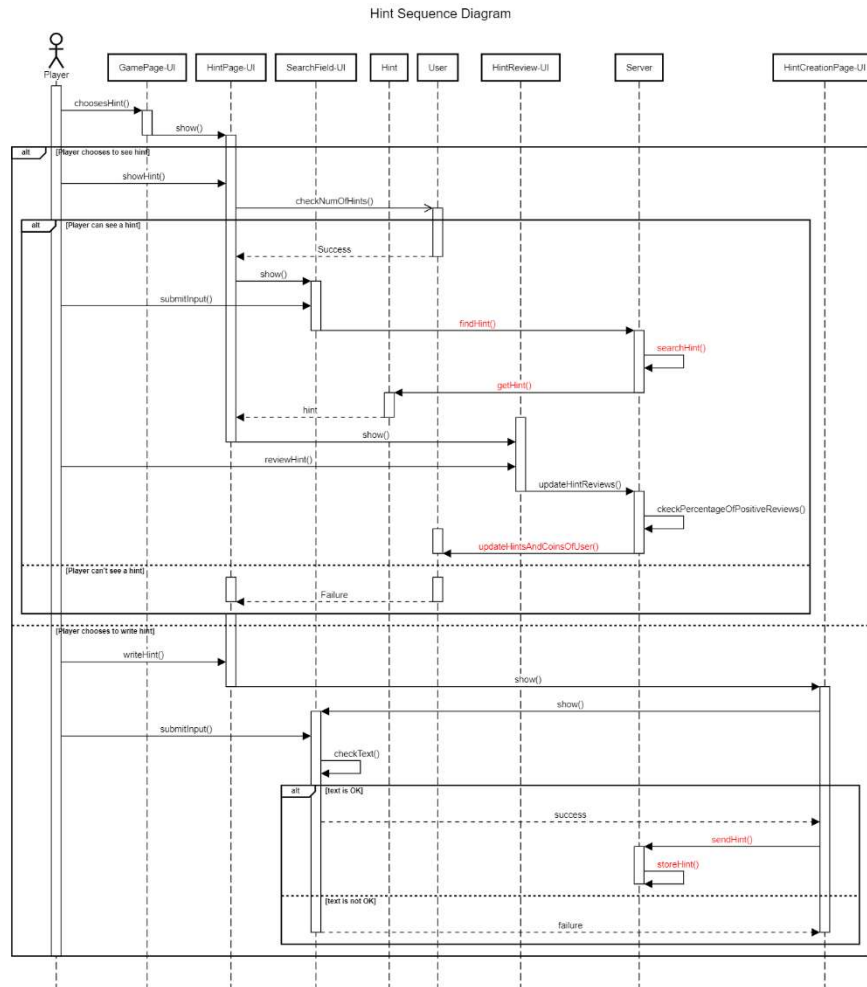 Hint Sequence Diagram
Player
GamePage-UI
HintPage-UI
SearchField-UI
Hint
User
HintReview-UI
Server
HintCreationPage-UI
choosesHint()
show()
alt
[Player chooses to see hint]
showHint()
checkNumOfHints()
alt
[Player can see a hint]
Success
show()
submitInput()
findHint()
searchHint()
getHint()
hint
show()
reviewHint()
updateHintReviews()
ckeckPercentageOfPositiveReviews()
updateHintsAndCoinsOfUser()
[Player can't see a hint]
Failure
[Player chooses to write hint]
writeHint()
show()
show()
submitInput()
checkText()
alt
[text is OK]
success
sendHint()
storeHint()
[text is not OK]
failure